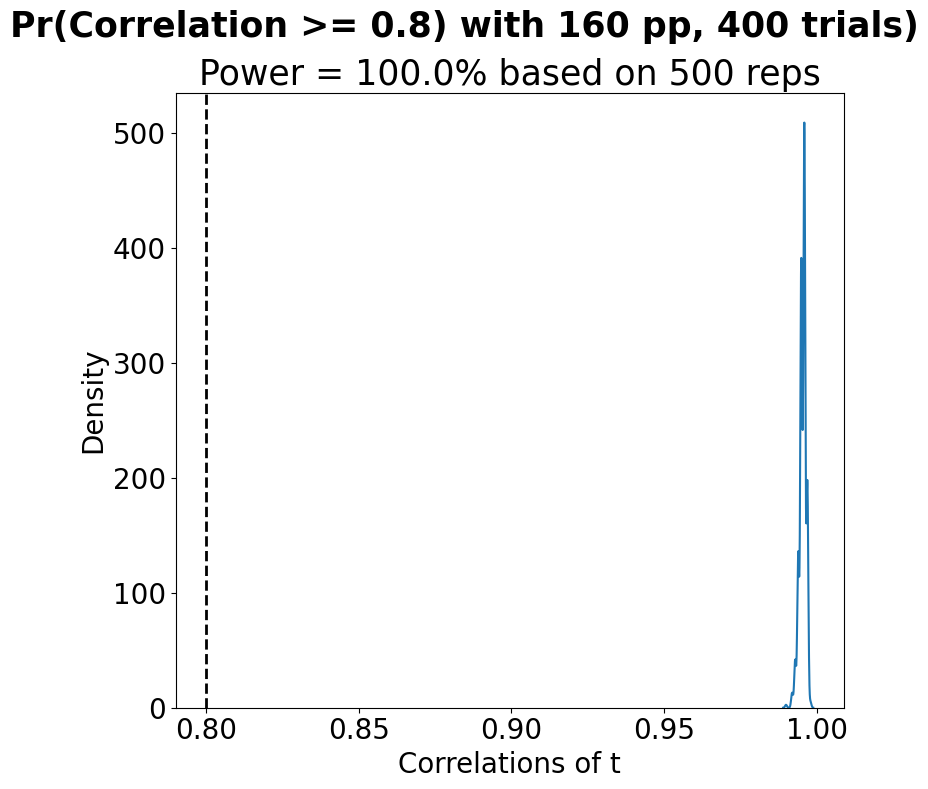 Pr(Correlation >= 0.8) with 160 pp, 400 trials)
Power = 100.0% based on 500 reps
500
400
300
200
100
0
Density
0.80 0.85 0.90 0.95 1.00
Correlations of t